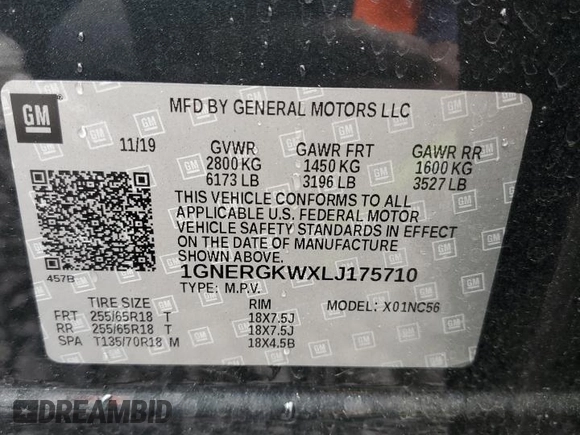 GM
MFD BY GENERAL MOTORS LLC
11/19 GVWR GAWR FRT GAWR RR
2800 KG 1450 KG 1600 KG
6173 LB 3196 LB 3527 LB
THIS VEHICLE CONFORMS TO ALL
APPLICABLE U.S. FEDERAL MOTOR
VEHICLE SAFETY STANDARDS IN EFFECT
ON THE DATE OF MANUFACTURE
SHOWN ABOVE.
457B
1GNERGKWXLJ175710
TYPE: M.P.V.
MODEL: X01NC56
TIRE SIZE RIM
FRT 255/65R18 T 18X7.5J
RR 255/65R18 T 18X7.5J
SPA T135/70R18 M 18X4.5B
DREAMBID